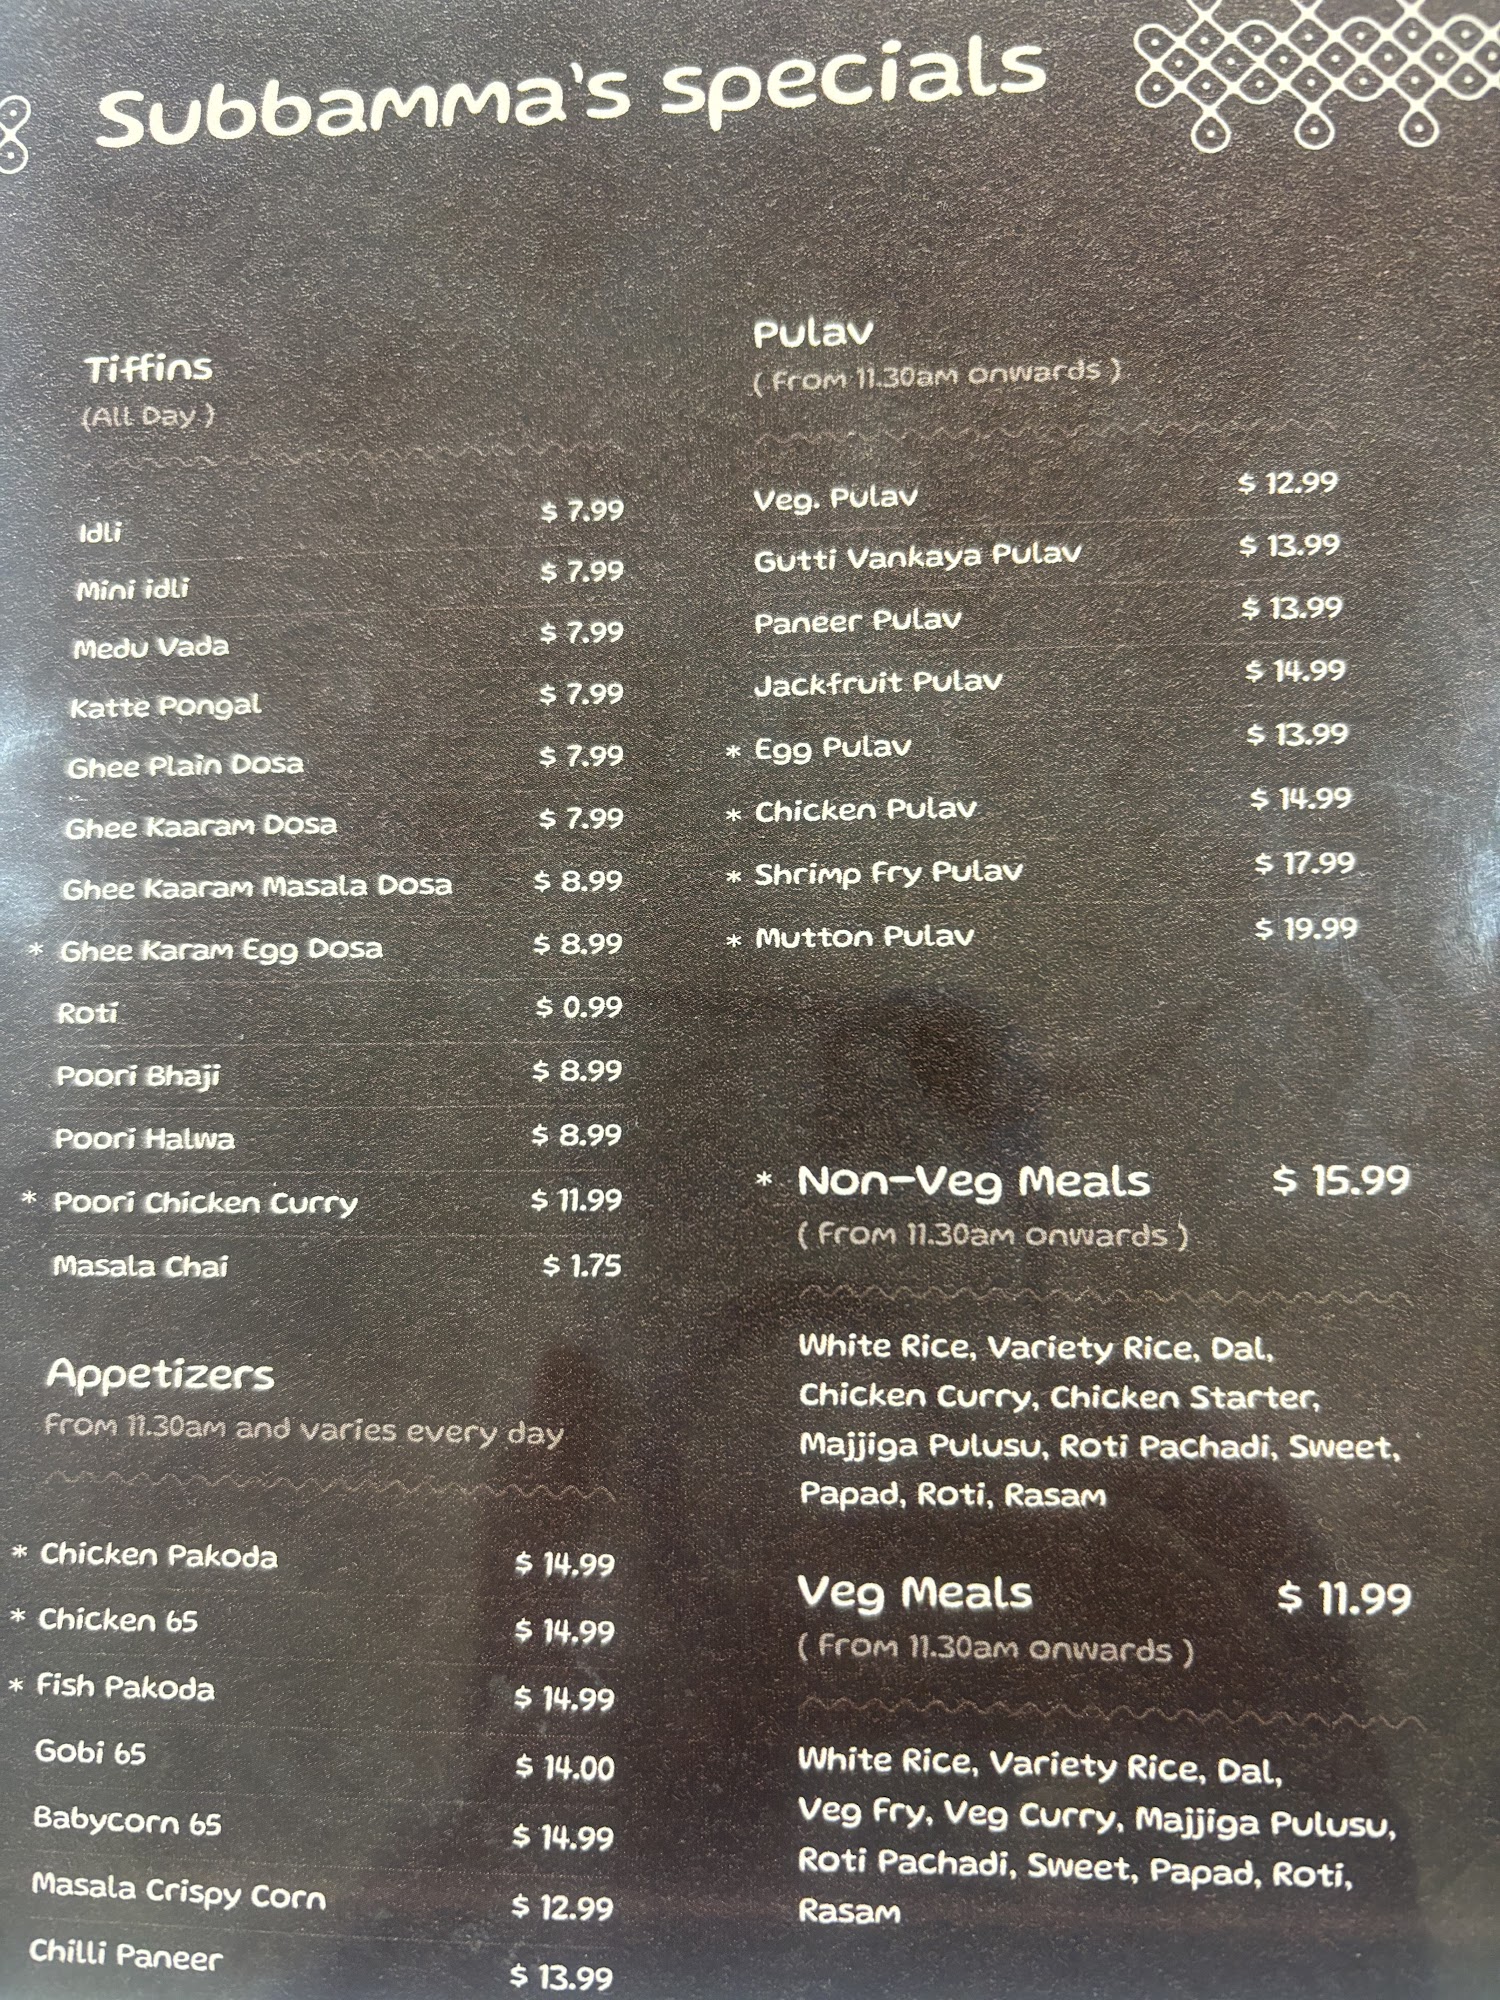 Subbamma's specials
Tiffins
(All Day )
Idli $ 7.99
Mini idli $ 7.99
Medu Vada $ 7.99
Katte Pongal $ 7.99
Ghee Plain Dosa $ 7.99
Ghee Kaaram Dosa $ 7.99
Ghee Kaaram Masala Dosa $ 8.99
* Ghee Karam Egg Dosa $ 8.99
Roti $ 0.99
Poori Bhaji $ 8.99
Poori Halwa $ 8.99
* Poori Chicken Curry $ 11.99
Masala Chai $ 1.75
Appetizers
From 11.30am and varies every day
* Chicken Pakoda $ 14.99
* Chicken 65 $ 14.99
* Fish Pakoda $ 14.99
Gobi 65 $ 14.00
Babycorn 65 $ 14.99
Masala Crispy Corn $ 12.99
Chilli Paneer $ 13.99
Pulav
( From 11.30am onwards )
Veg. Pulav $ 12.99
Gutti Vankaya Pulav $ 13.99
Paneer Pulav $ 13.99
Jackfruit Pulav $ 14.99
* Egg Pulav $ 13.99
* Chicken Pulav $ 14.99
* Shrimp Fry Pulav $ 17.99
* Mutton Pulav $ 19.99
* Non-Veg Meals $ 15.99
( From 11.30am onwards )
White Rice, Variety Rice, Dal,
Chicken Curry, Chicken Starter,
Majjiga Pulusu, Roti Pachadi, Sweet,
Papad, Roti, Rasam
Veg Meals $ 11.99
( From 11.30am onwards )
White Rice, Variety Rice, Dal,
Veg Fry, Veg Curry, Majjiga Pulusu,
Roti Pachadi, Sweet, Papad, Roti,
Rasam